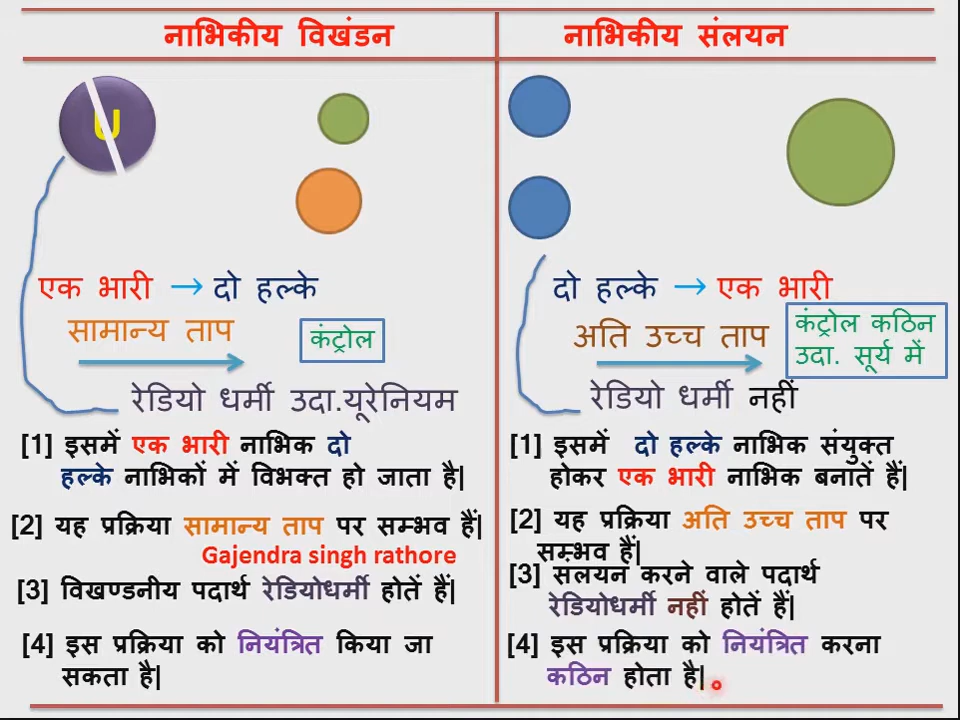 नाभिकीय विखंडन
U
एक भारी → दो हल्के
सामान्य ताप
कंट्रोल
रेडियो धर्मी उदा.यूरेनियम
[1] इसमें एक भारी नाभिक दो
हल्के नाभिकों में विभक्त हो जाता है|
[2] यह प्रक्रिया सामान्य ताप पर सम्भव हैं|
Gajendra singh rathore
[3] विखण्डनीय पदार्थ रेडियोधर्मी होतें हैं|
[4] इस प्रक्रिया को नियंत्रित किया जा
सकता है|
नाभिकीय संलयन
दो हल्के → एक भारी
अति उच्च ताप
कंट्रोल कठिन
उदा. सूर्य में
रेडियो धर्मी नहीं
[1] इसमें दो हल्के नाभिक संयुक्त
होकर एक भारी नाभिक बनातें हैं|
[2] यह प्रक्रिया अति उच्च ताप पर
सम्भव हैं|
[3] संलयन करने वाले पदार्थ
रेडियोधर्मी नहीं होतें हैं|
[4] इस प्रक्रिया को नियंत्रित करना
कठिन होता है|